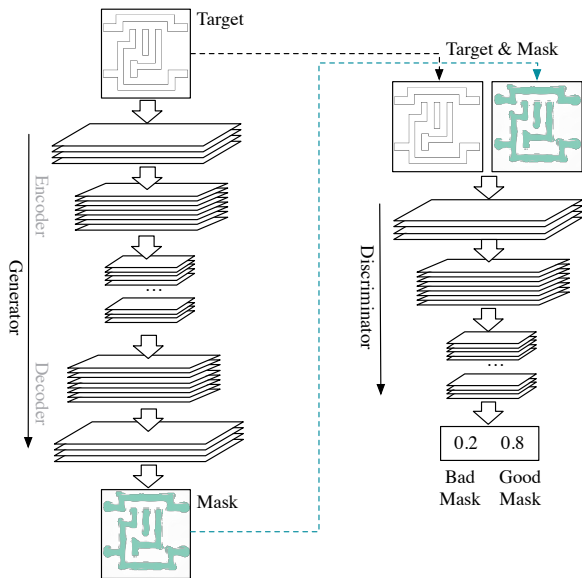 Target
Target & Mask
Encoder
Generator
Discriminator
...
...
Decoder
0.2 0.8
Bad Good
Mask Mask
Mask